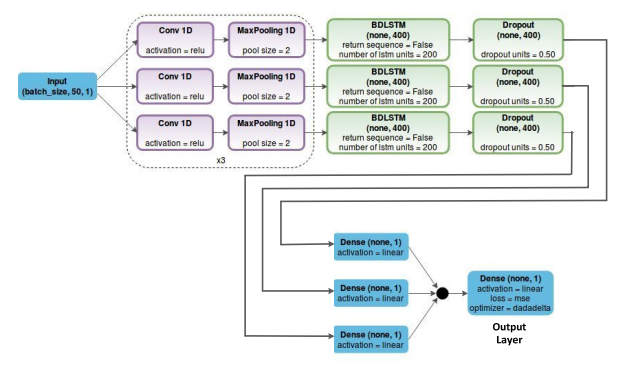 Conv 1D
activation = relu
MaxPooling 1D
pool size = 2
BDLSTM
(none, 400)
return sequence = False
number of lstm units = 200
Dropout
(none, 400)
dropout units = 0.50
Input
(batch_size, 50, 1)
Conv 1D
activation = relu
MaxPooling 1D
pool size = 2
BDLSTM
(none, 400)
return sequence = False
number of lstm units = 200
Dropout
(none, 400)
dropout units = 0.50
Conv 1D
activation = relu
MaxPooling 1D
pool size = 2
BDLSTM
(none, 400)
return sequence = False
number of lstm units = 200
Dropout
(none, 400)
dropout units = 0.50
x3
Dense (none, 1)
activation = linear
Dense (none, 1)
activation = linear
Dense (none, 1)
activation = linear
Dense (none, 1)
activation = linear
loss = mse
optimizer = dadadelta
Output
Layer